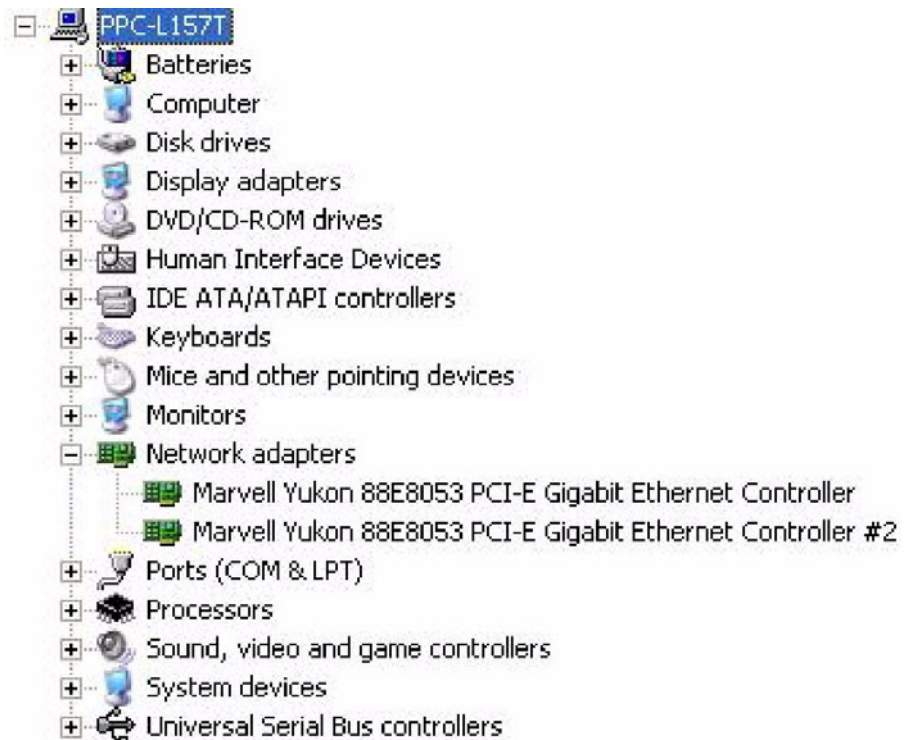 PPC-L157T
Batteries
Computer
Disk drives
Display adapters
DVD/CD-ROM drives
Human Interface Devices
IDE ATA/ATAPI controllers
Keyboards
Mice and other pointing devices
Monitors
Network adapters
Marvell Yukon 88E8053 PCI-E Gigabit Ethernet Controller
Marvell Yukon 88E8053 PCI-E Gigabit Ethernet Controller #2
Ports (COM & LPT)
Processors
Sound, video and game controllers
System devices
Universal Serial Bus controllers